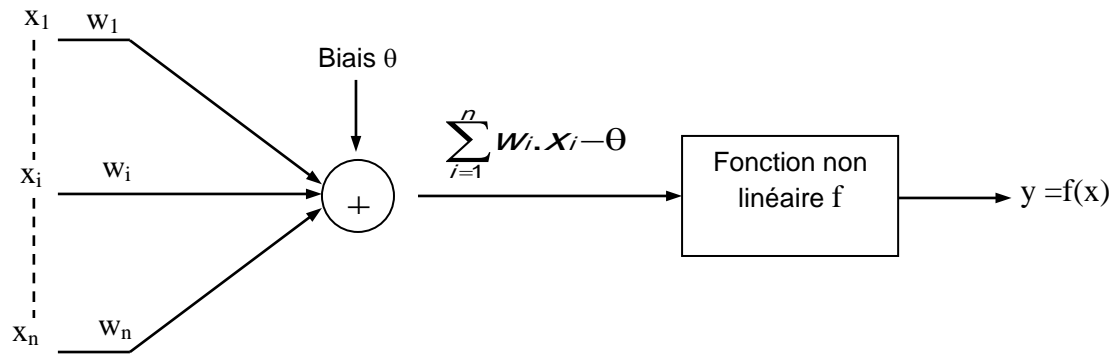 x₁ w₁
Biais θ
n
∑ wᵢ.xᵢ−θ
i=1
xᵢ wᵢ
+
Fonction non
linéaire f
y =f(x)
xₙ wₙ